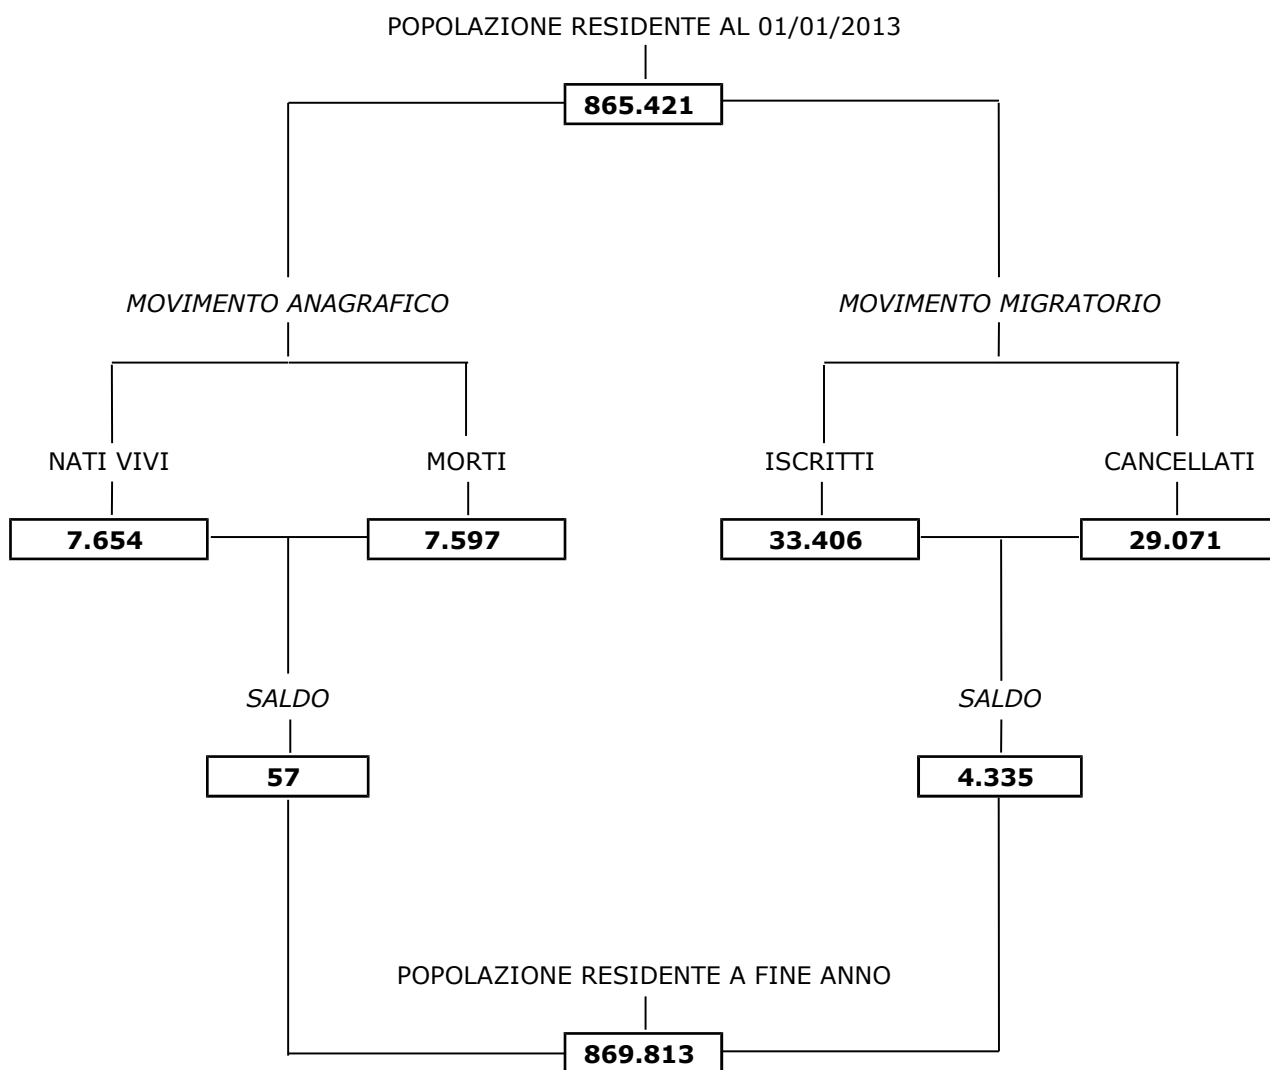 POPOLAZIONE RESIDENTE AL 01/01/2013
865.421
MOVIMENTO ANAGRAFICO
MOVIMENTO MIGRATORIO
NATI VIVI
MORTI
ISCRITTI
CANCELLATI
7.654
7.597
33.406
29.071
SALDO
SALDO
57
4.335
POPOLAZIONE RESIDENTE A FINE ANNO
869.813